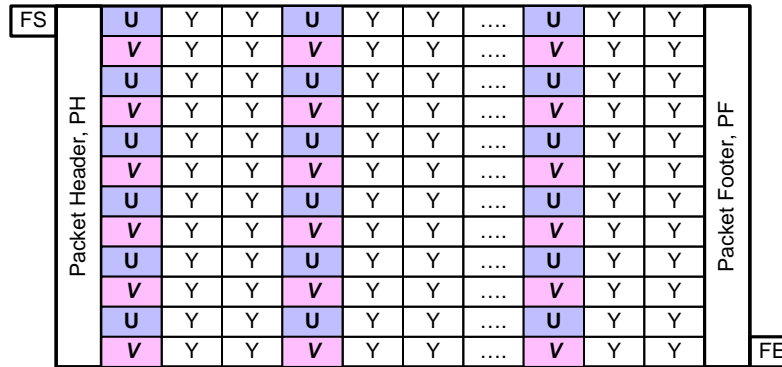 FS U Y Y U Y Y .... U Y Y
V Y Y V Y Y .... V Y Y
U Y Y U Y Y .... U Y Y
V Y Y V Y Y .... V Y Y
U Y Y U Y Y .... U Y Y
V Y Y V Y Y .... V Y Y
U Y Y U Y Y .... U Y Y
V Y Y V Y Y .... V Y Y
U Y Y U Y Y .... U Y Y
V Y Y V Y Y .... V Y Y
U Y Y U Y Y .... U Y Y
V Y Y V Y Y .... V Y Y FE
Packet Header, PH
Packet Footer, PF